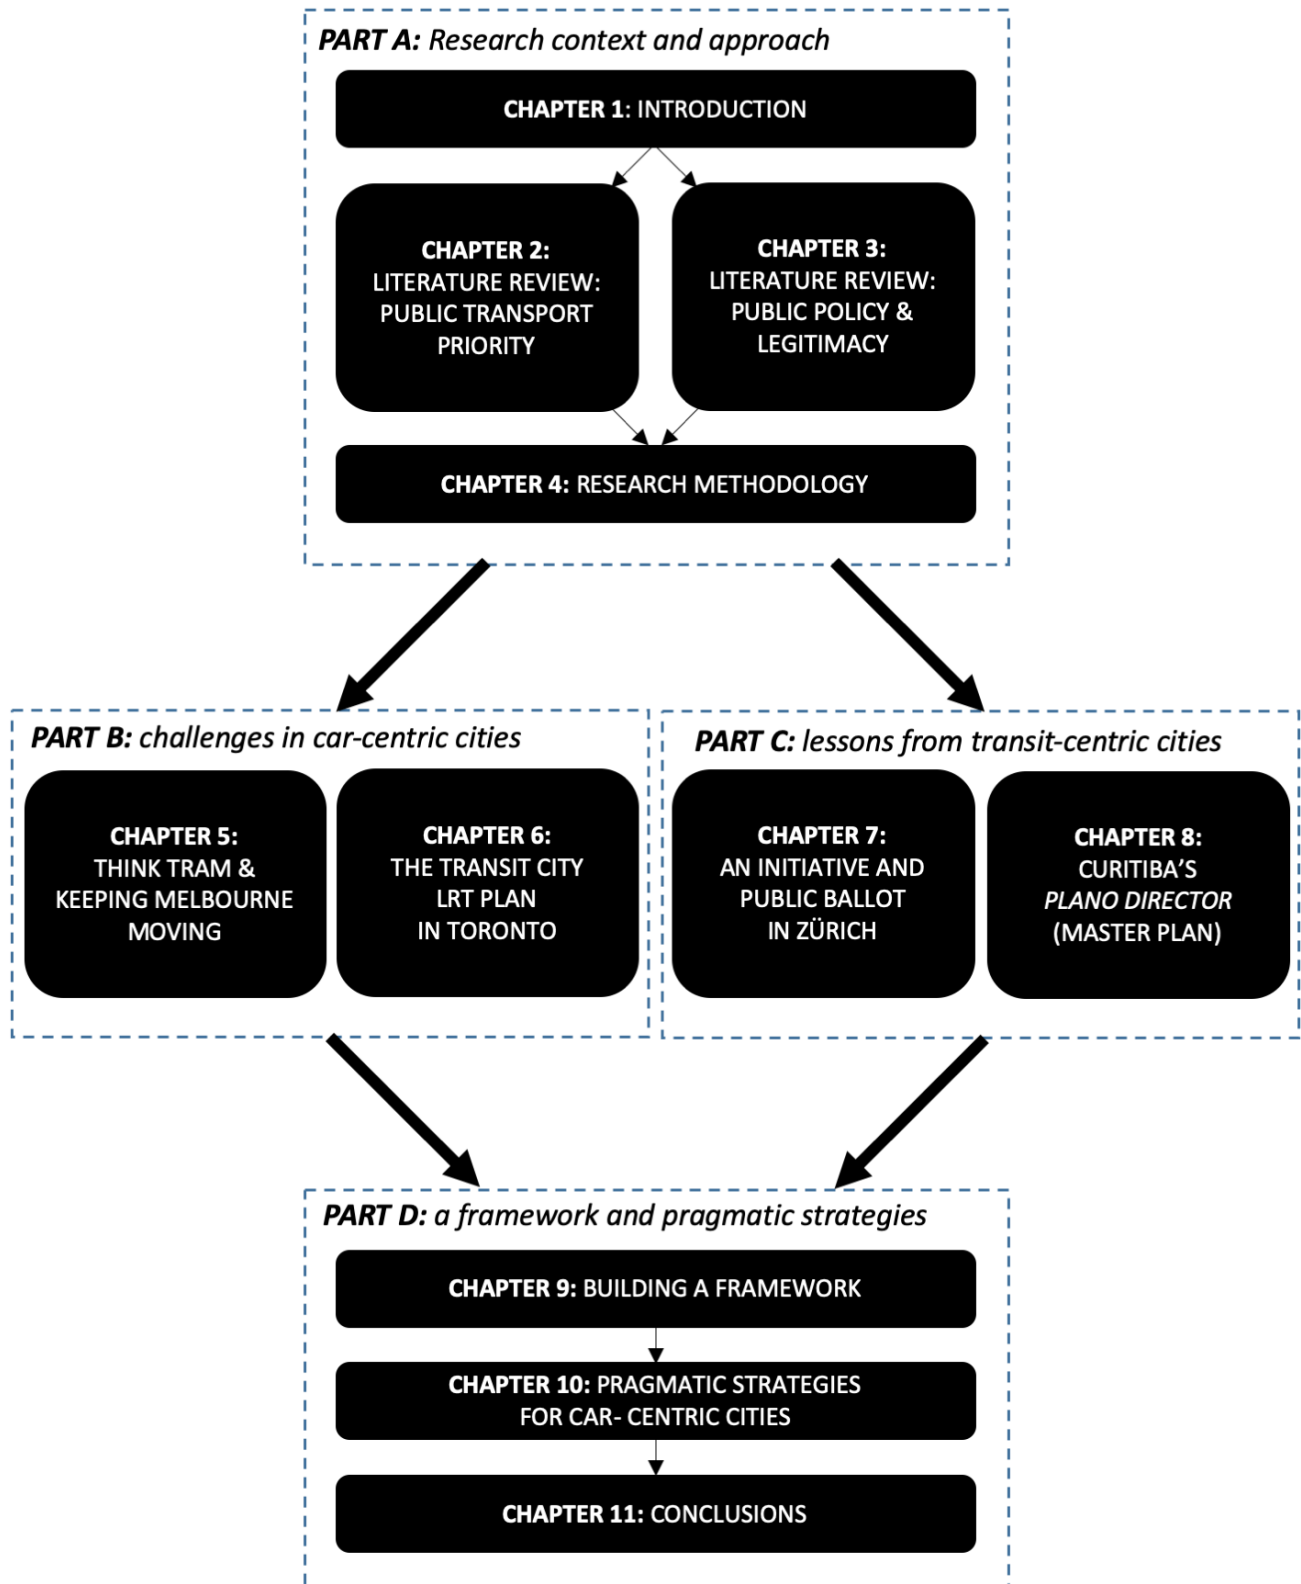 PART A: Research context and approach
CHAPTER 1: INTRODUCTION
CHAPTER 2:
LITERATURE REVIEW:
PUBLIC TRANSPORT
PRIORITY
CHAPTER 3:
LITERATURE REVIEW:
PUBLIC POLICY &
LEGITIMACY
CHAPTER 4: RESEARCH METHODOLOGY
PART B: challenges in car-centric cities
CHAPTER 5:
THINK TRAM &
KEEPING MELBOURNE
MOVING
CHAPTER 6:
THE TRANSIT CITY
LRT PLAN
IN TORONTO
PART C: lessons from transit-centric cities
CHAPTER 7:
AN INITIATIVE AND
PUBLIC BALLOT
IN ZÜRICH
CHAPTER 8:
CURITIBA’S
PLANO DIRECTOR
(MASTER PLAN)
PART D: a framework and pragmatic strategies
CHAPTER 9: BUILDING A FRAMEWORK
CHAPTER 10: PRAGMATIC STRATEGIES
FOR CAR- CENTRIC CITIES
CHAPTER 11: CONCLUSIONS